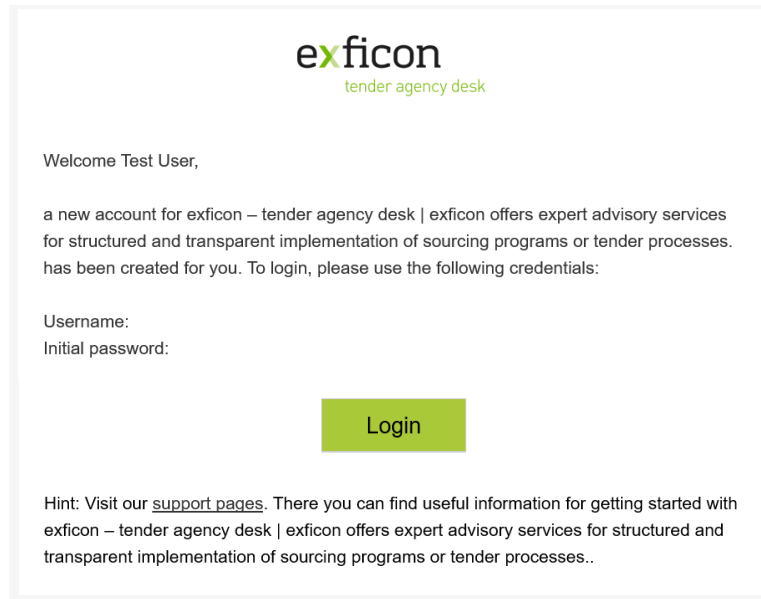 exficon
tender agency desk
Welcome Test User,
a new account for exficon – tender agency desk | exficon offers expert advisory services
for structured and transparent implementation of sourcing programs or tender processes.
has been created for you. To login, please use the following credentials:
Username:
Initial password:
Login
Hint: Visit our support pages. There you can find useful information for getting started with
exficon – tender agency desk | exficon offers expert advisory services for structured and
transparent implementation of sourcing programs or tender processes..